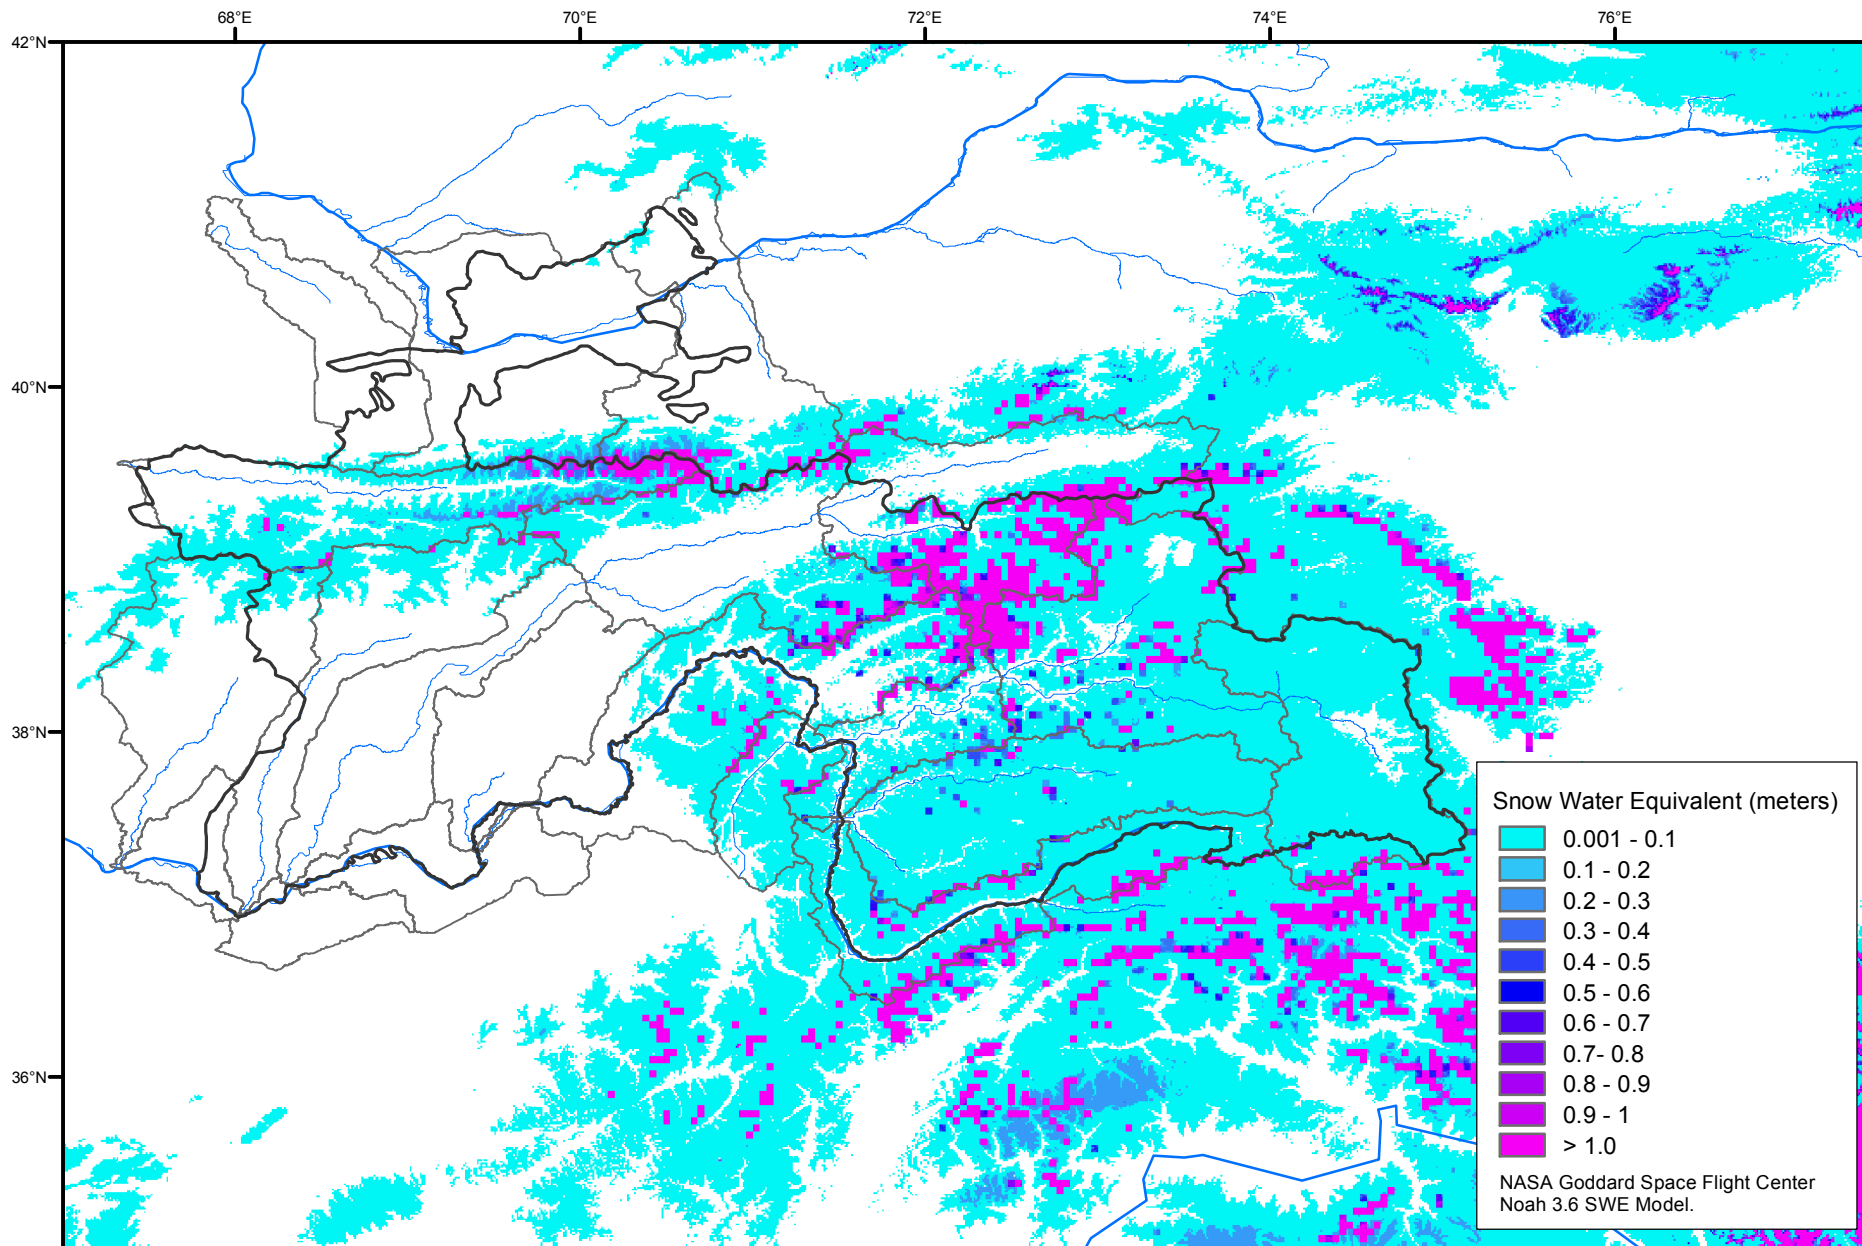 68°E 70°E 72°E 74°E 76°E
42°N
40°N
38°N
36°N
Snow Water Equivalent (meters)
0.001 - 0.1
0.1 - 0.2
0.2 - 0.3
0.3 - 0.4
0.4 - 0.5
0.5 - 0.6
0.6 - 0.7
0.7- 0.8
0.8 - 0.9
0.9 - 1
> 1.0
NASA Goddard Space Flight Center
Noah 3.6 SWE Model.